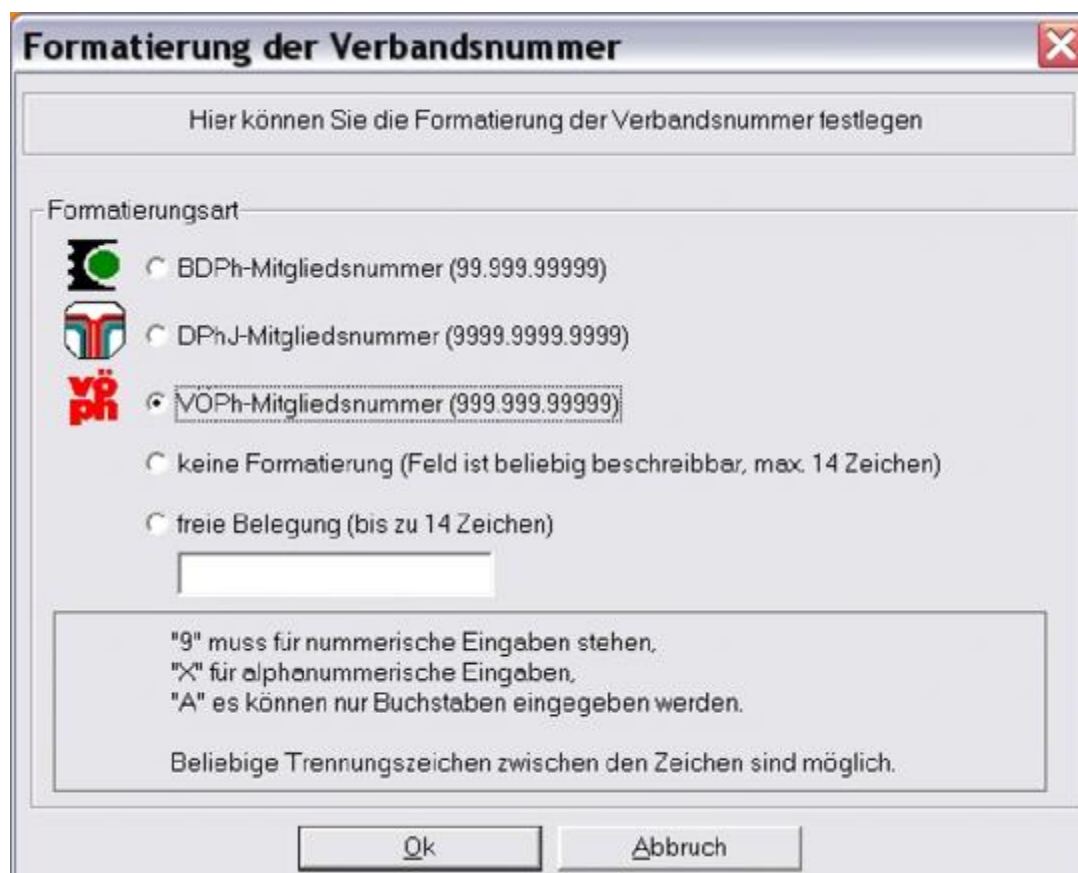 Formatierung der Verbandsnummer
Hier können Sie die Formatierung der Verbandsnummer festlegen
Formatierungsart
BDPh-Mitgliedsnummer (99.999.99999)
DPhJ-Mitgliedsnummer (9999.9999.9999)
vö
ph
VÖPh-Mitgliedsnummer (999.999.99999)
keine Formatierung (Feld ist beliebig beschreibbar, max. 14 Zeichen)
freie Belegung (bis zu 14 Zeichen)
"9" muss für nummerische Eingaben stehen,
"X" für alphanummerische Eingaben,
"A" es können nur Buchstaben eingegeben werden.
Beliebige Trennungszeichen zwischen den Zeichen sind möglich.
Ok Abbruch